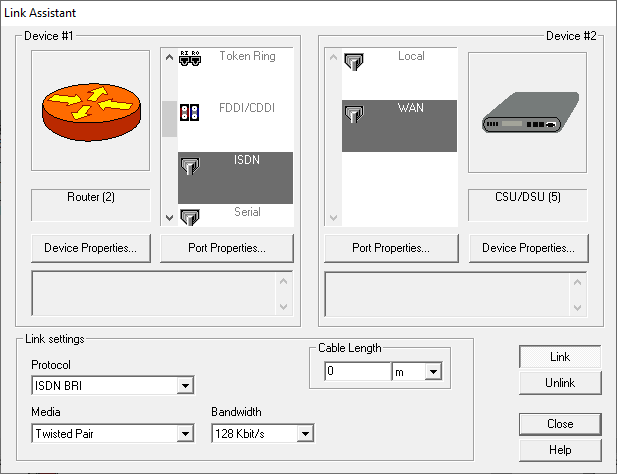 Link Assistant
Device #1
Device #2
RI RO
Token Ring
FDDI/CDDI
ISDN
Serial
Local
WAN
Router (2)
CSU/DSU (5)
Device Properties...
Port Properties...
Port Properties...
Device Properties...
Link settings
Protocol
ISDN BRI
Cable Length
0
m
Media
Twisted Pair
Bandwidth
128 Kbit/s
Link
Unlink
Close
Help